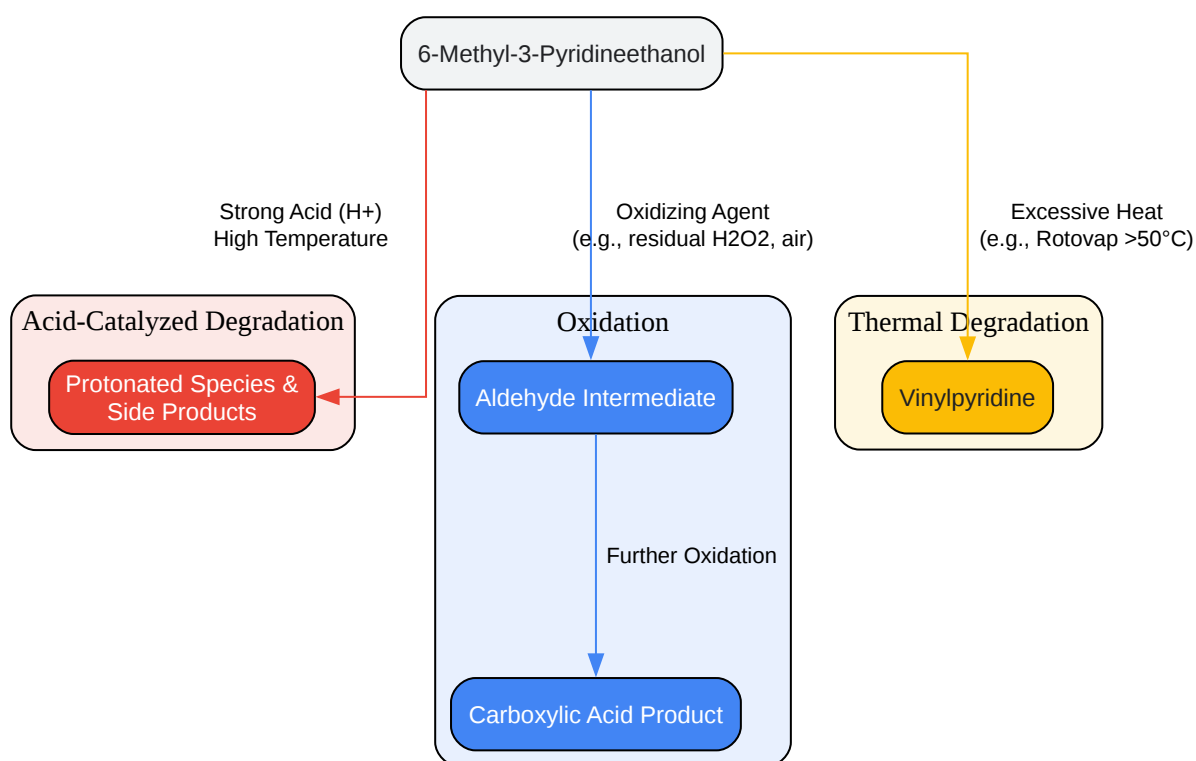 6-Methyl-3-Pyridineethanol
Strong Acid (H+)
High Temperature
Oxidizing Agent
(e.g., residual H2O2, air)
Excessive Heat
(e.g., Rotovap >50°C)
Acid-Catalyzed Degradation
Oxidation
Thermal Degradation
Protonated Species &
Side Products
Aldehyde Intermediate
Vinylpyridine
Further Oxidation
Carboxylic Acid Product